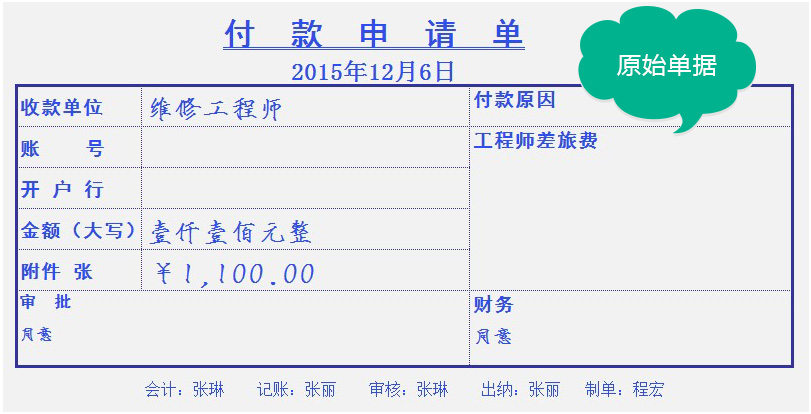 付 款 申 请 单
原始单据
2015年12月6日
收款单位 维修工程师 付款原因
账 号 工程师差旅费
开 户 行
金额（大写） 壹仟壹佰元整
附件 张 ￥1,100.00
审 批 财务
会计：张琳 记账：张丽 审核：张琳 出纳：张丽 制单：程宏